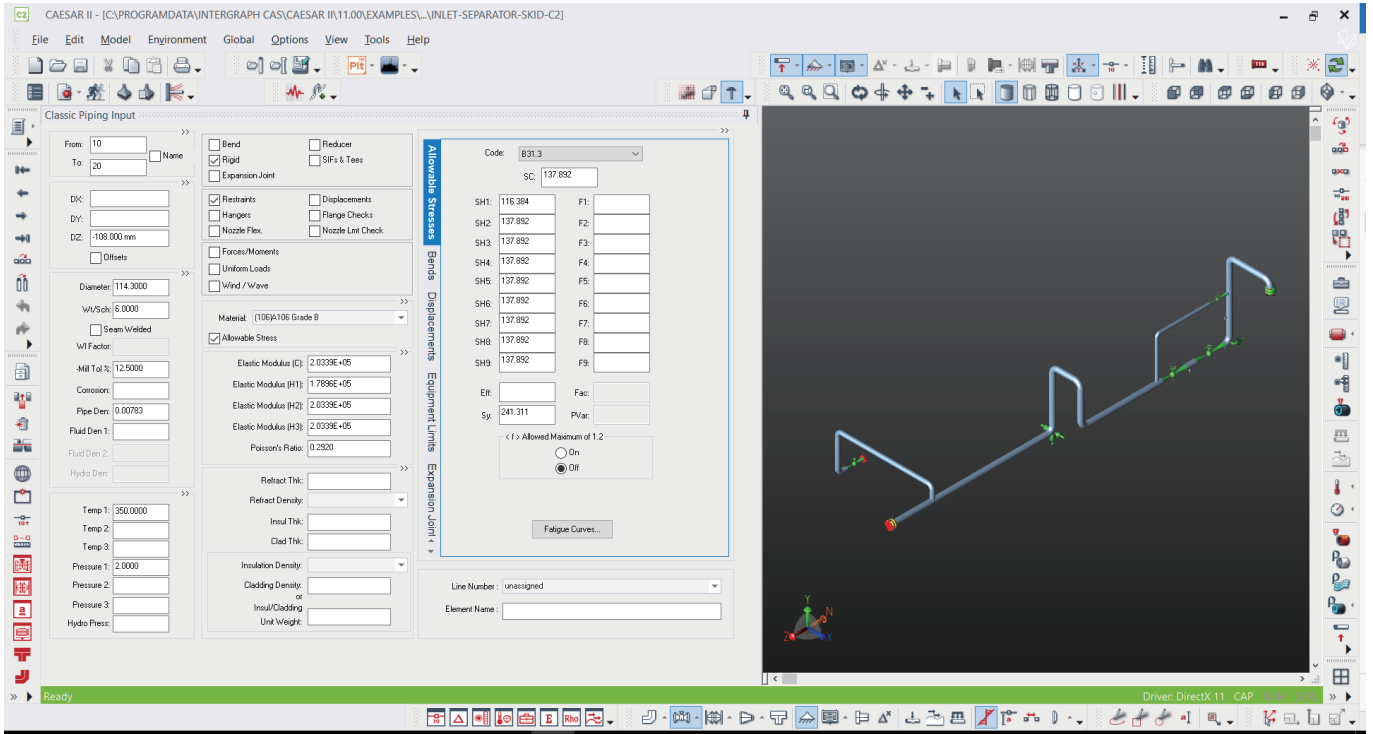 CAESAR II - [C:\PROGRAMDATA\INTERGRAPH CAS\CAESAR II\11.00\EXAMPLES\...\INLET-SEPARATOR-SKID-C2]
File Edit Model Environment Global Options View Tools Help
Classic Piping Input
From: 10
To: 20
Name
DX:
DY:
DZ: -108.000 mm
Offsets
Diameter: 114.3000
Wt/Sch: 6.0000
Seam Welded
Wl Factor:
-Mill Tol %: 12.5000
Corrosion:
Pipe Den: 0.00783
Fluid Den 1:
Fluid Den 2:
Hydro Den:
Temp 1: 350.0000
Temp 2:
Temp 3:
Pressure 1: 2.0000
Pressure 2:
Pressure 3:
Hydro Press:
Bend Reducer
Rigid SIFs & Tees
Expansion Joint
Restraints Displacements
Hangers Flange Checks
Nozzle Flex. Nozzle Lmt Check
Forces/Moments
Uniform Loads
Wind / Wave
Material: (106)A106 Grade B
Allowable Stress
Elastic Modulus (C): 2.0339E+05
Elastic Modulus (H1): 1.7896E+05
Elastic Modulus (H2): 2.0339E+05
Elastic Modulus (H3): 2.0339E+05
Poisson's Ratio: 0.2920
Refract Thk:
Refract Density:
Insul Thk:
Clad Thk:
Insulation Density:
Cladding Density:
or
Insul/Cladding
Unit Weight:
Allowable Stresses
Bends
Displacements
Equipment Limits
Expansion Joint
Code: B31.3
SC: 137.892
SH1: 116.384 F1:
SH2: 137.892 F2:
SH3: 137.892 F3:
SH4: 137.892 F4:
SH5: 137.892 F5:
SH6: 137.892 F6:
SH7: 137.892 F7:
SH8: 137.892 F8:
SH9: 137.892 F9:
Eff: Fac:
Sy: 241.311 PVar:
< f > Allowed Maximum of 1.2
On
Off
Fatigue Curves...
Line Number : unassigned
Element Name :
Y
N
Z X
Ready
Driver: DirectX 11 CAP